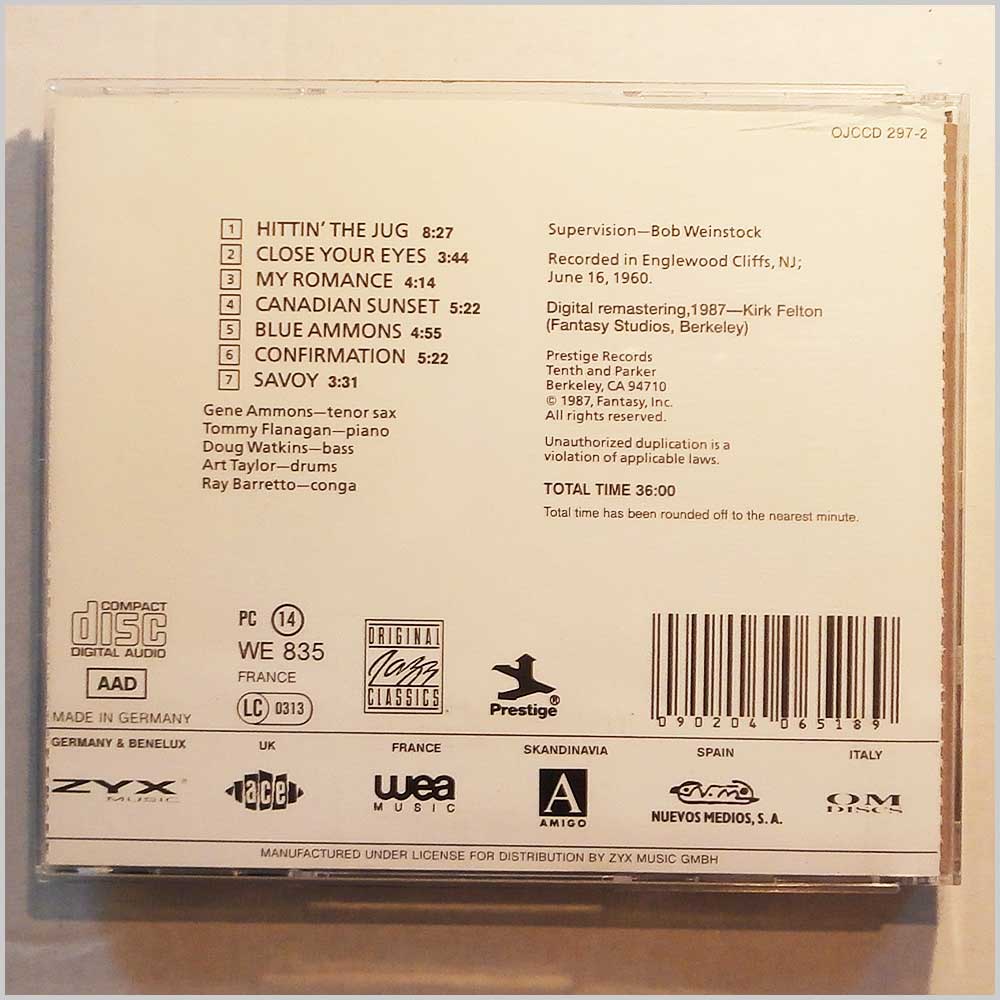 OJCCD 297-2
1 HITTIN' THE JUG 8:27
2 CLOSE YOUR EYES 3:44
3 MY ROMANCE 4:14
4 CANADIAN SUNSET 5:22
5 BLUE AMMONS 4:55
6 CONFIRMATION 5:22
7 SAVOY 3:31
Gene Ammons—tenor sax
Tommy Flanagan—piano
Doug Watkins—bass
Art Taylor—drums
Ray Barretto—conga
Supervision—Bob Weinstock
Recorded in Englewood Cliffs, NJ;
June 16, 1960.
Digital remastering,1987—Kirk Felton
(Fantasy Studios, Berkeley)
Prestige Records
Tenth and Parker
Berkeley, CA 94710
© 1987, Fantasy, Inc.
All rights reserved.
Unauthorized duplication is a
violation of applicable laws.
TOTAL TIME 36:00
Total time has been rounded off to the nearest minute.
COMPACT
disc
DIGITAL AUDIO
AAD
MADE IN GERMANY
PC 14
WE 835
FRANCE
LC 0313
ORIGINAL
Jazz
CLASSICS
Prestige®
090204 065189
GERMANY & BENELUX
ZYX®
MUSIC
UK
ace
FRANCE
wea
MUSIC
SKANDINAVIA
A
AMIGO
SPAIN
NUEVOS MEDIOS, S.A.
ITALY
OM
DISCS
MANUFACTURED UNDER LICENSE FOR DISTRIBUTION BY ZYX MUSIC GMBH